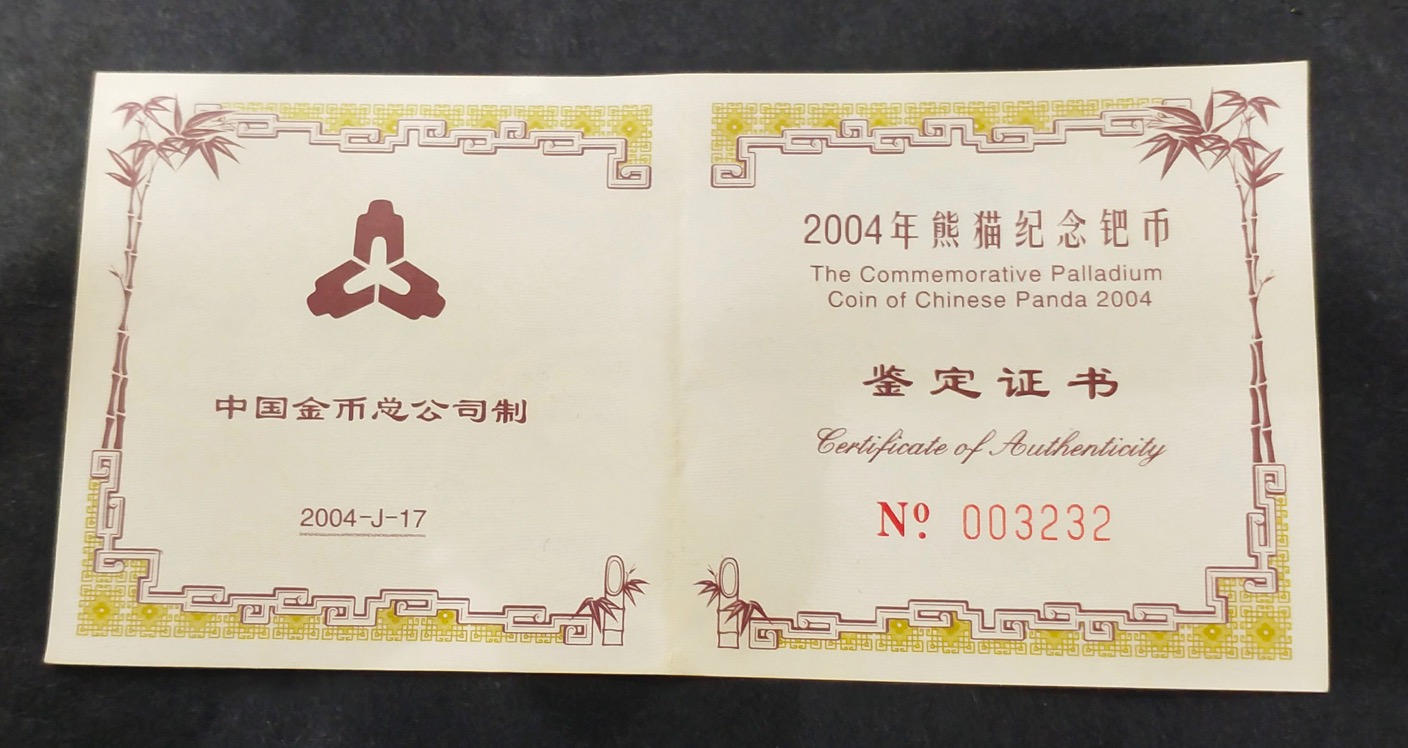 中国金币总公司制
2004-J-17
2004年熊猫纪念钯币
The Commemorative Palladium
Coin of Chinese Panda 2004
鉴定证书
Certificate of Authenticity
Nº 003232